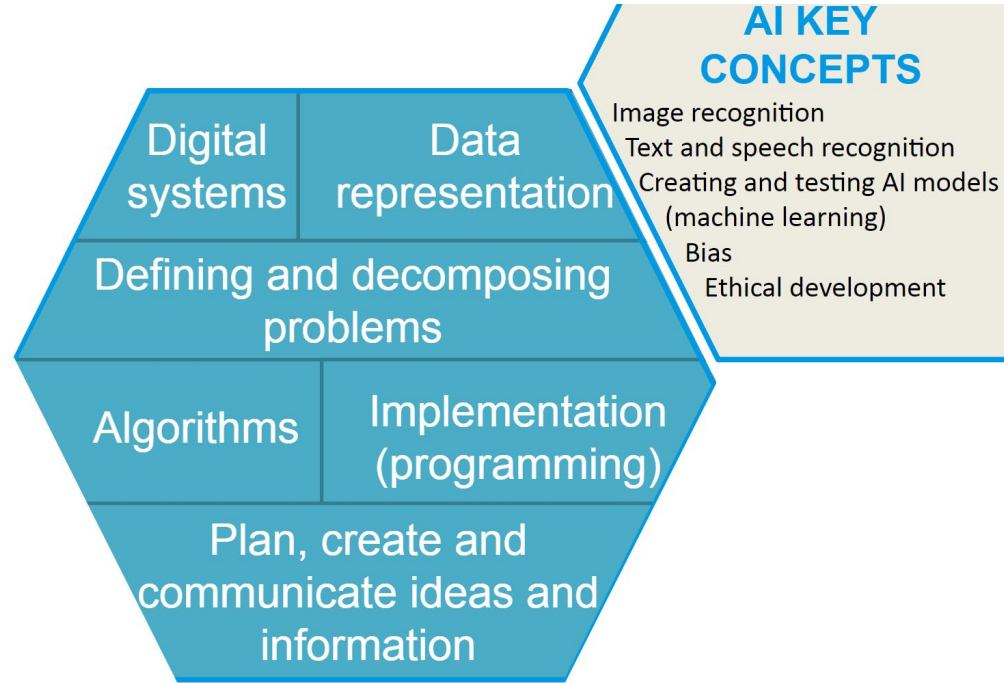 AI KEY
CONCEPTS
Image recognition
Text and speech recognition
Creating and testing AI models
(machine learning)
Bias
Ethical development
Digital
systems
Data
representation
Defining and decomposing
problems
Algorithms
Implementation
(programming)
Plan, create and
communicate ideas and
information